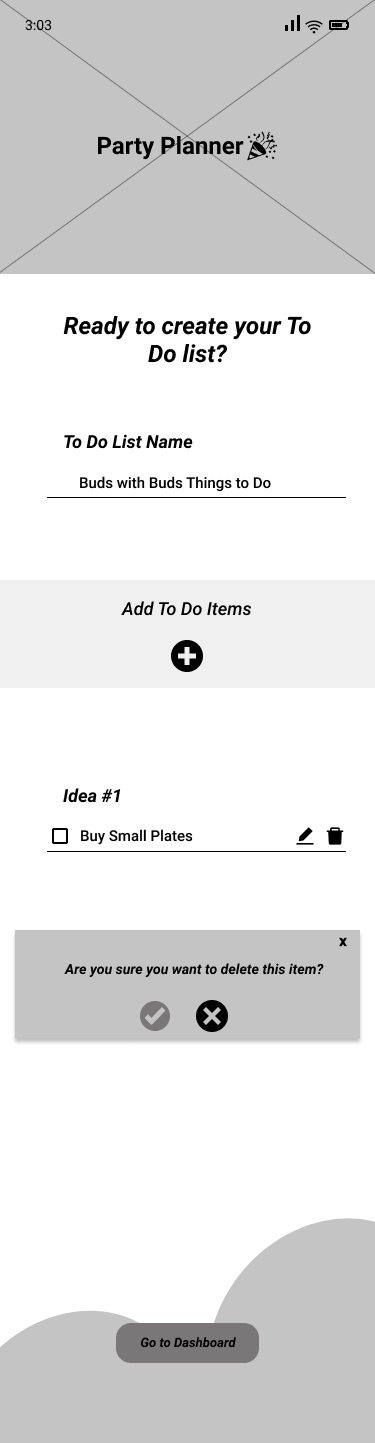 3:03
Party Planner
Ready to create your To
Do list?
To Do List Name
Buds with Buds Things to Do
Add To Do Items
Idea #1
Buy Small Plates
x
Are you sure you want to delete this item?
Go to Dashboard